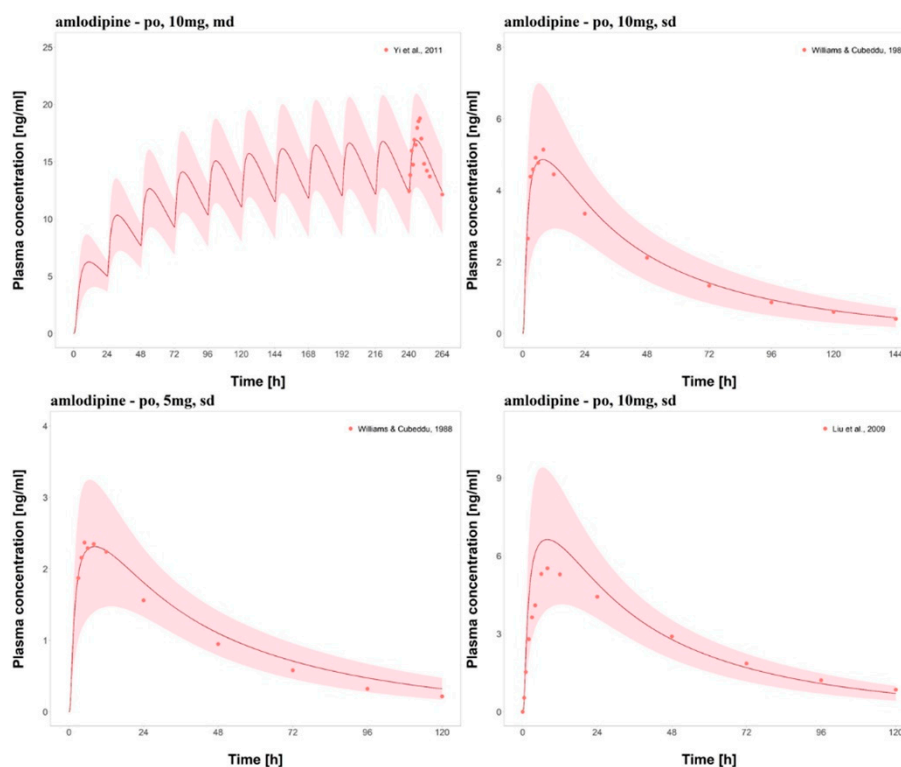 amlodipine - po, 10mg, md
25
20
15
10
5
0
Plasma concentration [ng/ml]
Yi et al., 2011
0 24 48 72 96 120 144 168 192 216 240 264
Time [h]
amlodipine - po, 10mg, sd
8
6
4
2
0
Plasma concentration [ng/ml]
Williams & Cubeddu, 198
0 24 48 72 96 120 144
Time [h]
amlodipine - po, 5mg, sd
4
3
2
1
0
Plasma concentration [ng/ml]
Williams & Cubeddu, 1988
0 24 48 72 96 120
Time [h]
amlodipine - po, 10mg, sd
9
6
3
0
Plasma concentration [ng/ml]
Liu et al., 2009
0 24 48 72 96 120
Time [h]